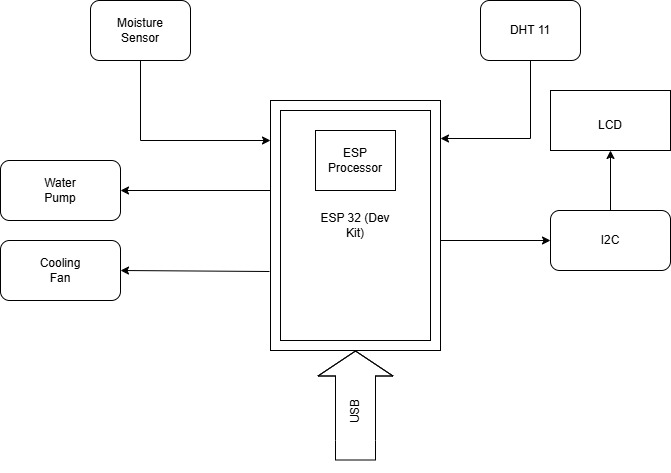 Moisture
Sensor
DHT 11
LCD
ESP
Processor
Water
Pump
ESP 32 (Dev
Kit)
I2C
Cooling
Fan
USB